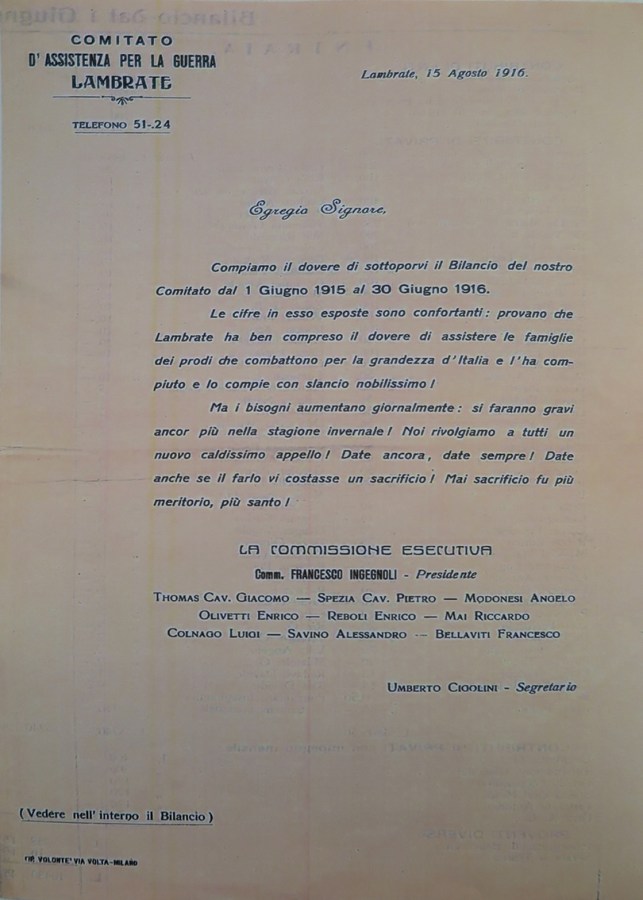 COMITATO
D'ASSISTENZA PER LA GUERRA
LAMBRATE
TELEFONO 51-.24
Lambrate, 15 Agosto 1916.
Egregio Signore,
Compiamo il dovere di sottoporvi il Bilancio del nostro
Comitato dal 1 Giugno 1915 al 30 Giugno 1916.
Le cifre in esso esposte sono confortanti: provano che
Lambrate ha ben compreso il dovere di assistere le famiglie
dei prodi che combattono per la grandezza d'Italia e l'ha com-
piuto e lo compie con slancio nobilissimo!
Ma i bisogni aumentano giornalmente: si faranno gravi
ancor più nella stagione invernale! Noi rivolgiamo a tutti un
nuovo caldissimo appello! Date ancora, date sempre! Date
anche se il farlo vi costasse un sacrificio! Mai sacrificio fu più
meritorio, più santo!
LA COMMISSIONE ESECUTIVA
Comm. FRANCESCO INGEGNOLI - Presidente
THOMAS CAV. GIACOMO — SPEZIA CAV. PIETRO — MODONESI ANGELO
OLIVETTI ENRICO — REBOLI ENRICO — MAI RICCARDO
COLNAGO LUIGI — SAVINO ALESSANDRO — BELLAVITI FRANCESCO
UMBERTO CIGOLINI - Segretario
(Vedere nell'interno il Bilancio)
VOLONTE' VIA VOLTA-MILANO